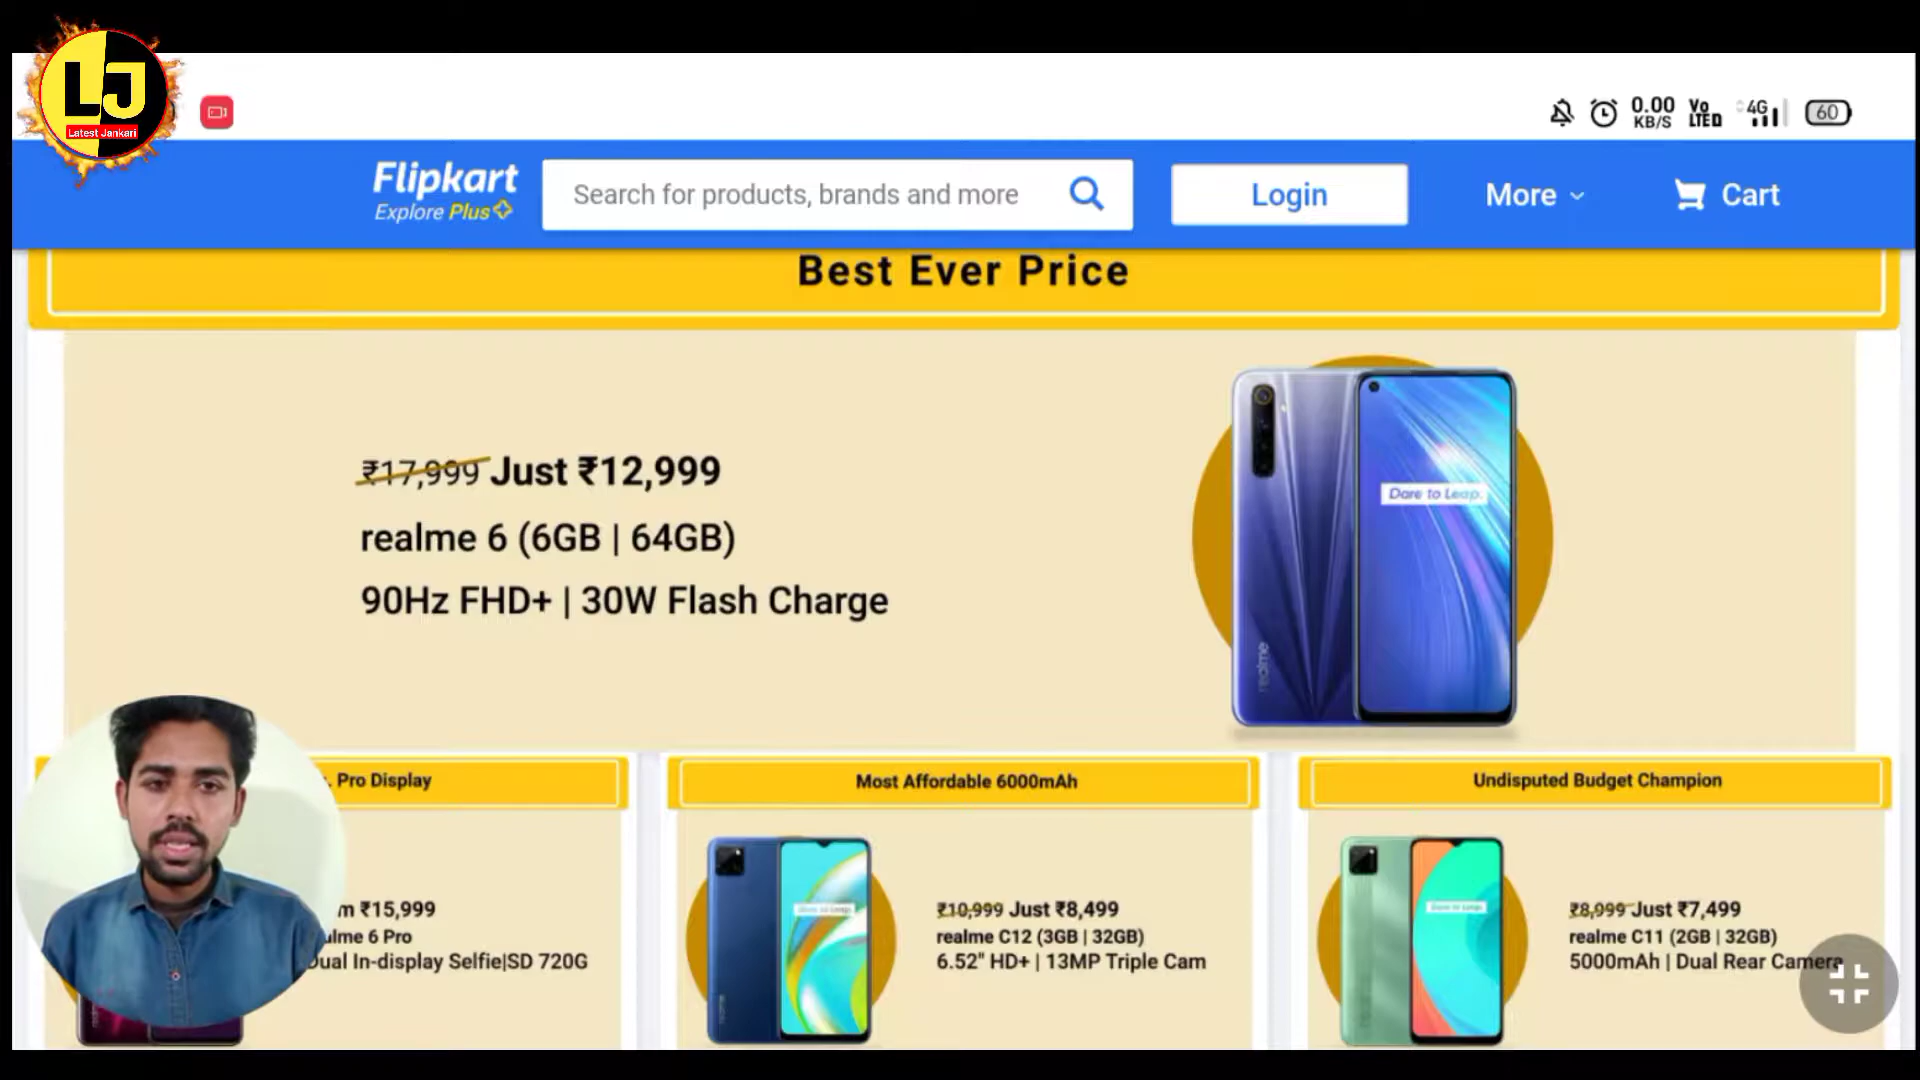 LJ
Latest Jankari
0.00 KB/S
Vo LTED
4G
60
Flipkart
Explore Plus
Search for products, brands and more
Login
More
Cart
Best Ever Price
₹17,999 Just ₹12,999
realme 6 (6GB | 64GB)
90Hz FHD+ | 30W Flash Charge
Dare to Leap.
realme
. Pro Display
₹15,999
6 Pro
Dual In-display Selfie|SD 720G
Most Affordable 6000mAh
₹10,999 Just ₹8,499
realme C12 (3GB | 32GB)
6.52" HD+ | 13MP Triple Cam
Undisputed Budget Champion
₹8,999 Just ₹7,499
realme C11 (2GB | 32GB)
5000mAh | Dual Rear Camera